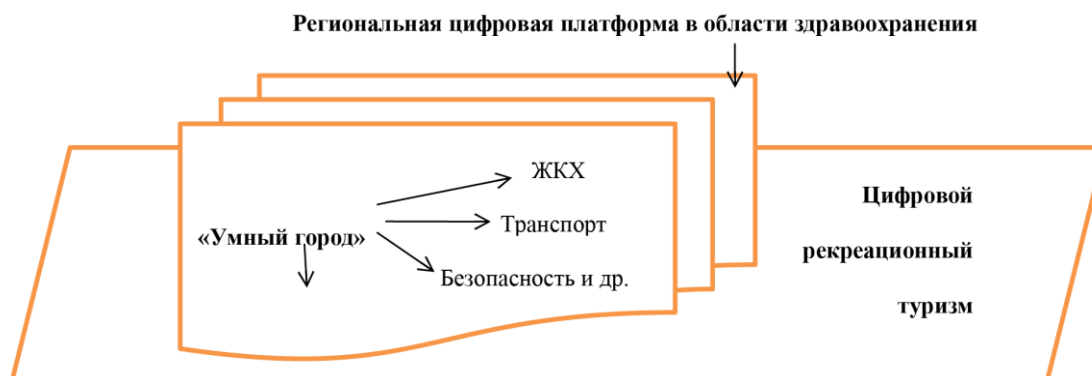 Региональная цифровая платформа в области здравоохранения
ЖКХ
Цифровой
Транспорт
«Умный город»
рекреационный
Безопасность и др.
туризм